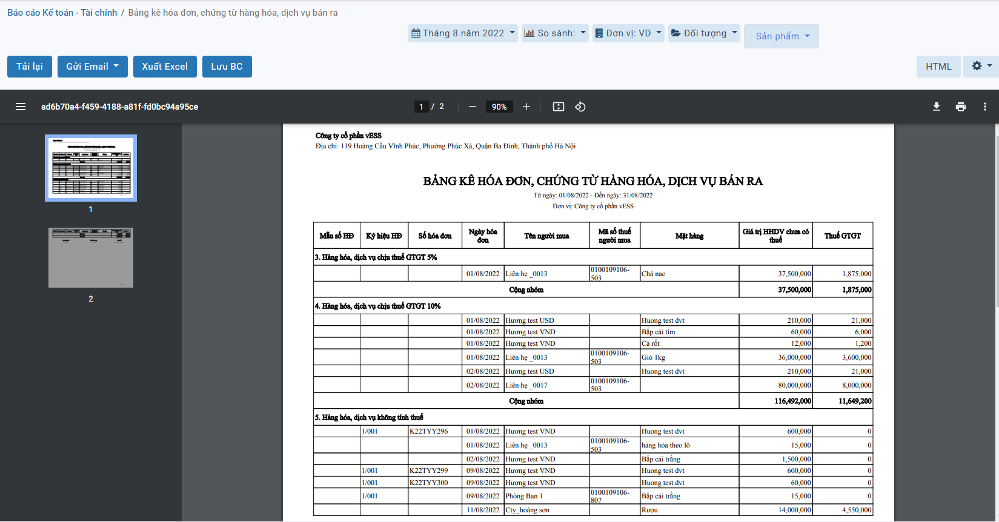 Báo cáo Kế toán - Tài chính / Bảng kê hóa đơn, chứng từ hàng hóa, dịch vụ bán ra
Tháng 8 năm 2022 So sánh: Đơn vị: VD Đối tượng Sản phẩm
Tải lại Gửi Email Xuất Excel Lưu BC HTML
ad6b70a4-f459-4188-a81f-fd0bc94a95ce 1 / 2 90%
1
2
Công ty cổ phần vESS
Địa chỉ: 119 Hoàng Cầu Vĩnh Phúc, Phường Phúc Xá, Quận Ba Đình, Thành phố Hà Nội
BẢNG KÊ HÓA ĐƠN, CHỨNG TỪ HÀNG HÓA, DỊCH VỤ BÁN RA
Từ ngày: 01/08/2022 - Đến ngày: 31/08/2022
Đơn vị: Công ty cổ phần vESS
Mẫu số HĐ Ký hiệu HĐ Số hóa đơn Ngày hóa đơn Tên người mua Mã số thuế người mua Mặt hàng Giá trị HHDV chưa có thuế Thuế GTGT
3. Hàng hóa, dịch vụ chịu thuế GTGT 5%
01/08/2022 Liên hẹ _0013 0100109106-503 Chả nạc 37,500,000 1,875,000
Cộng nhóm 37,500,000 1,875,000
4. Hàng hóa, dịch vụ chịu thuế GTGT 10%
01/08/2022 Hương test USD Huong test dvt 210,000 21,000
01/08/2022 Hương test VND Bắp cải tím 60,000 6,000
01/08/2022 Hương test VND Cà rốt 12,000 1,200
01/08/2022 Liên hẹ _0013 0100109106-503 Giò 1kg 36,000,000 3,600,000
02/08/2022 Hương test USD Huong test dvt 210,000 21,000
02/08/2022 Liên hẹ _0017 0100109106-503 80,000,000 8,000,000
Cộng nhóm 116,492,000 11,649,200
5. Hàng hóa, dịch vụ không tính thuế
1/001 K22TYY296 01/08/2022 Hương test VND Huong test dvt 600,000 0
01/08/2022 Liên hẹ _0013 0100109106-503 hàng hóa theo lô 15,000 0
02/08/2022 Hương test VND Bắp cải trắng 1,500,000 0
1/001 K22TYY299 09/08/2022 Hương test VND Huong test dvt 600,000 0
1/001 K22TYY300 09/08/2022 Hương test VND Huong test dvt 60,000 0
1/001 09/08/2022 Phòng Ban 1 0100109106-807 Bắp cải trắng 15,000 0
11/08/2022 Cty_hoàng sơn Rượu 14,000,000 4,550,000